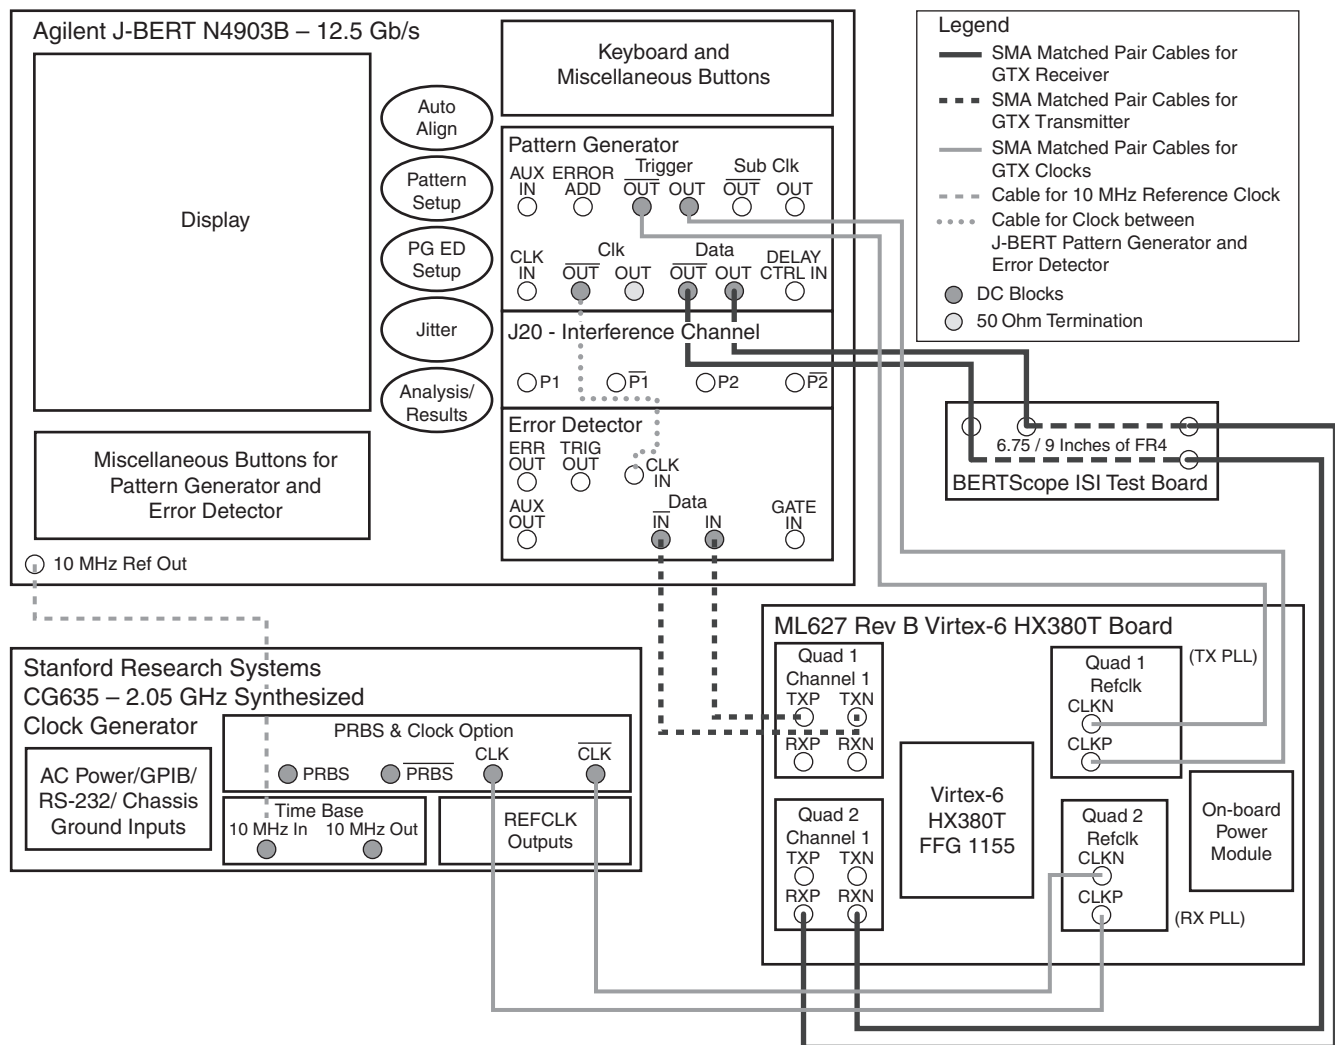 Agilent J-BERT N4903B – 12.5 Gb/s
Display
Auto
Align
Pattern
Setup
PG ED
Setup
Jitter
Analysis/
Results
Keyboard and
Miscellaneous Buttons
Pattern Generator
AUX
IN
ERROR
ADD
Trigger
OUT
OUT
Sub Clk
OUT
OUT
CLK
IN
Clk
OUT
OUT
Data
OUT
OUT
DELAY
CTRL IN
J20 - Interference Channel
P1
P1
P2
P2
Error Detector
ERR
OUT
TRIG
OUT
CLK
IN
AUX
OUT
Data
IN
IN
GATE
IN
Miscellaneous Buttons for
Pattern Generator and
Error Detector
10 MHz Ref Out
Legend
SMA Matched Pair Cables for
GTX Receiver
SMA Matched Pair Cables for
GTX Transmitter
SMA Matched Pair Cables for
GTX Clocks
Cable for 10 MHz Reference Clock
Cable for Clock between
J-BERT Pattern Generator and
Error Detector
DC Blocks
50 Ohm Termination
6.75 / 9 Inches of FR4
BERTScope ISI Test Board
Stanford Research Systems
CG635 – 2.05 GHz Synthesized
Clock Generator
AC Power/GPIB/
RS-232/ Chassis
Ground Inputs
PRBS & Clock Option
PRBS
PRBS
CLK
CLK
Time Base
10 MHz In
10 MHz Out
REFCLK
Outputs
ML627 Rev B Virtex-6 HX380T Board
Quad 1
Channel 1
TXP
TXN
RXP
RXN
Quad 2
Channel 1
TXP
TXN
RXP
RXN
Virtex-6
HX380T
FFG 1155
Quad 1
Refclk
CLKN
CLKP
(TX PLL)
Quad 2
Refclk
CLKN
CLKP
(RX PLL)
On-board
Power
Module